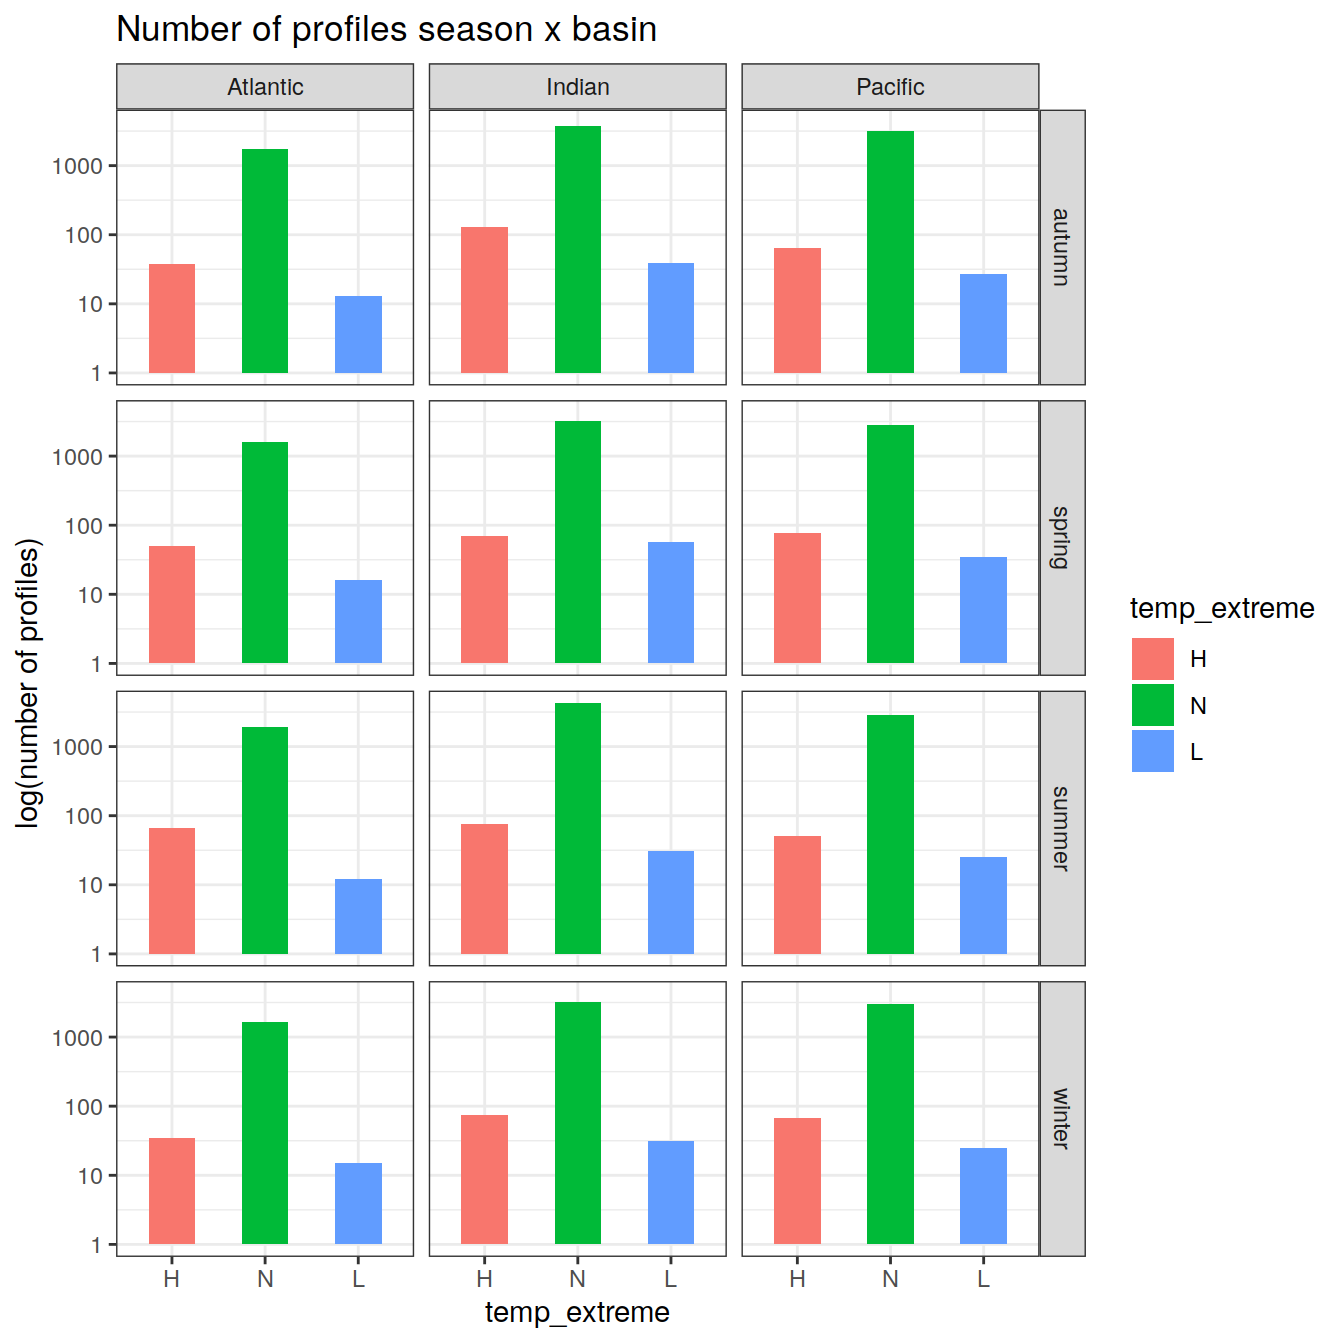 Number of profiles season x basin
Atlantic Indian Pacific
1000
100
10
1
autumn
1000
100
10
1
spring
1000
100
10
1
summer
1000
100
10
1
winter
log(number of profiles)
H N L H N L H N L
temp_extreme
temp_extreme
H
N
L